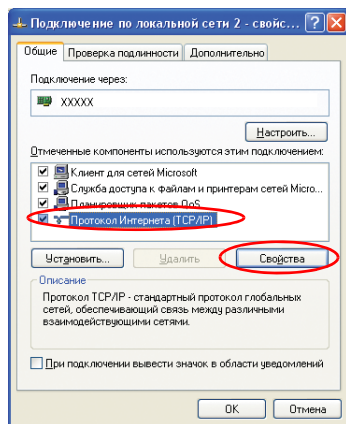 Подключение по локальной сети 2 - свойс...
Общие Проверка подлинности Дополнительно
Подключение через:
XXXXX
Настроить...
Отмеченные компоненты используются этим подключением:
Клиент для сетей Microsoft
Служба доступа к файлам и принтерам сетей Micro...
Планировщик пакетов QoS
Протокол Интернета (TCP/IP)
Установить... Удалить Свойства
Описание
Протокол TCP/IP - стандартный протокол глобальных
сетей, обеспечивающий связь между различными
взаимодействующими сетями.
При подключении вывести значок в области уведомлений
OK Отмена